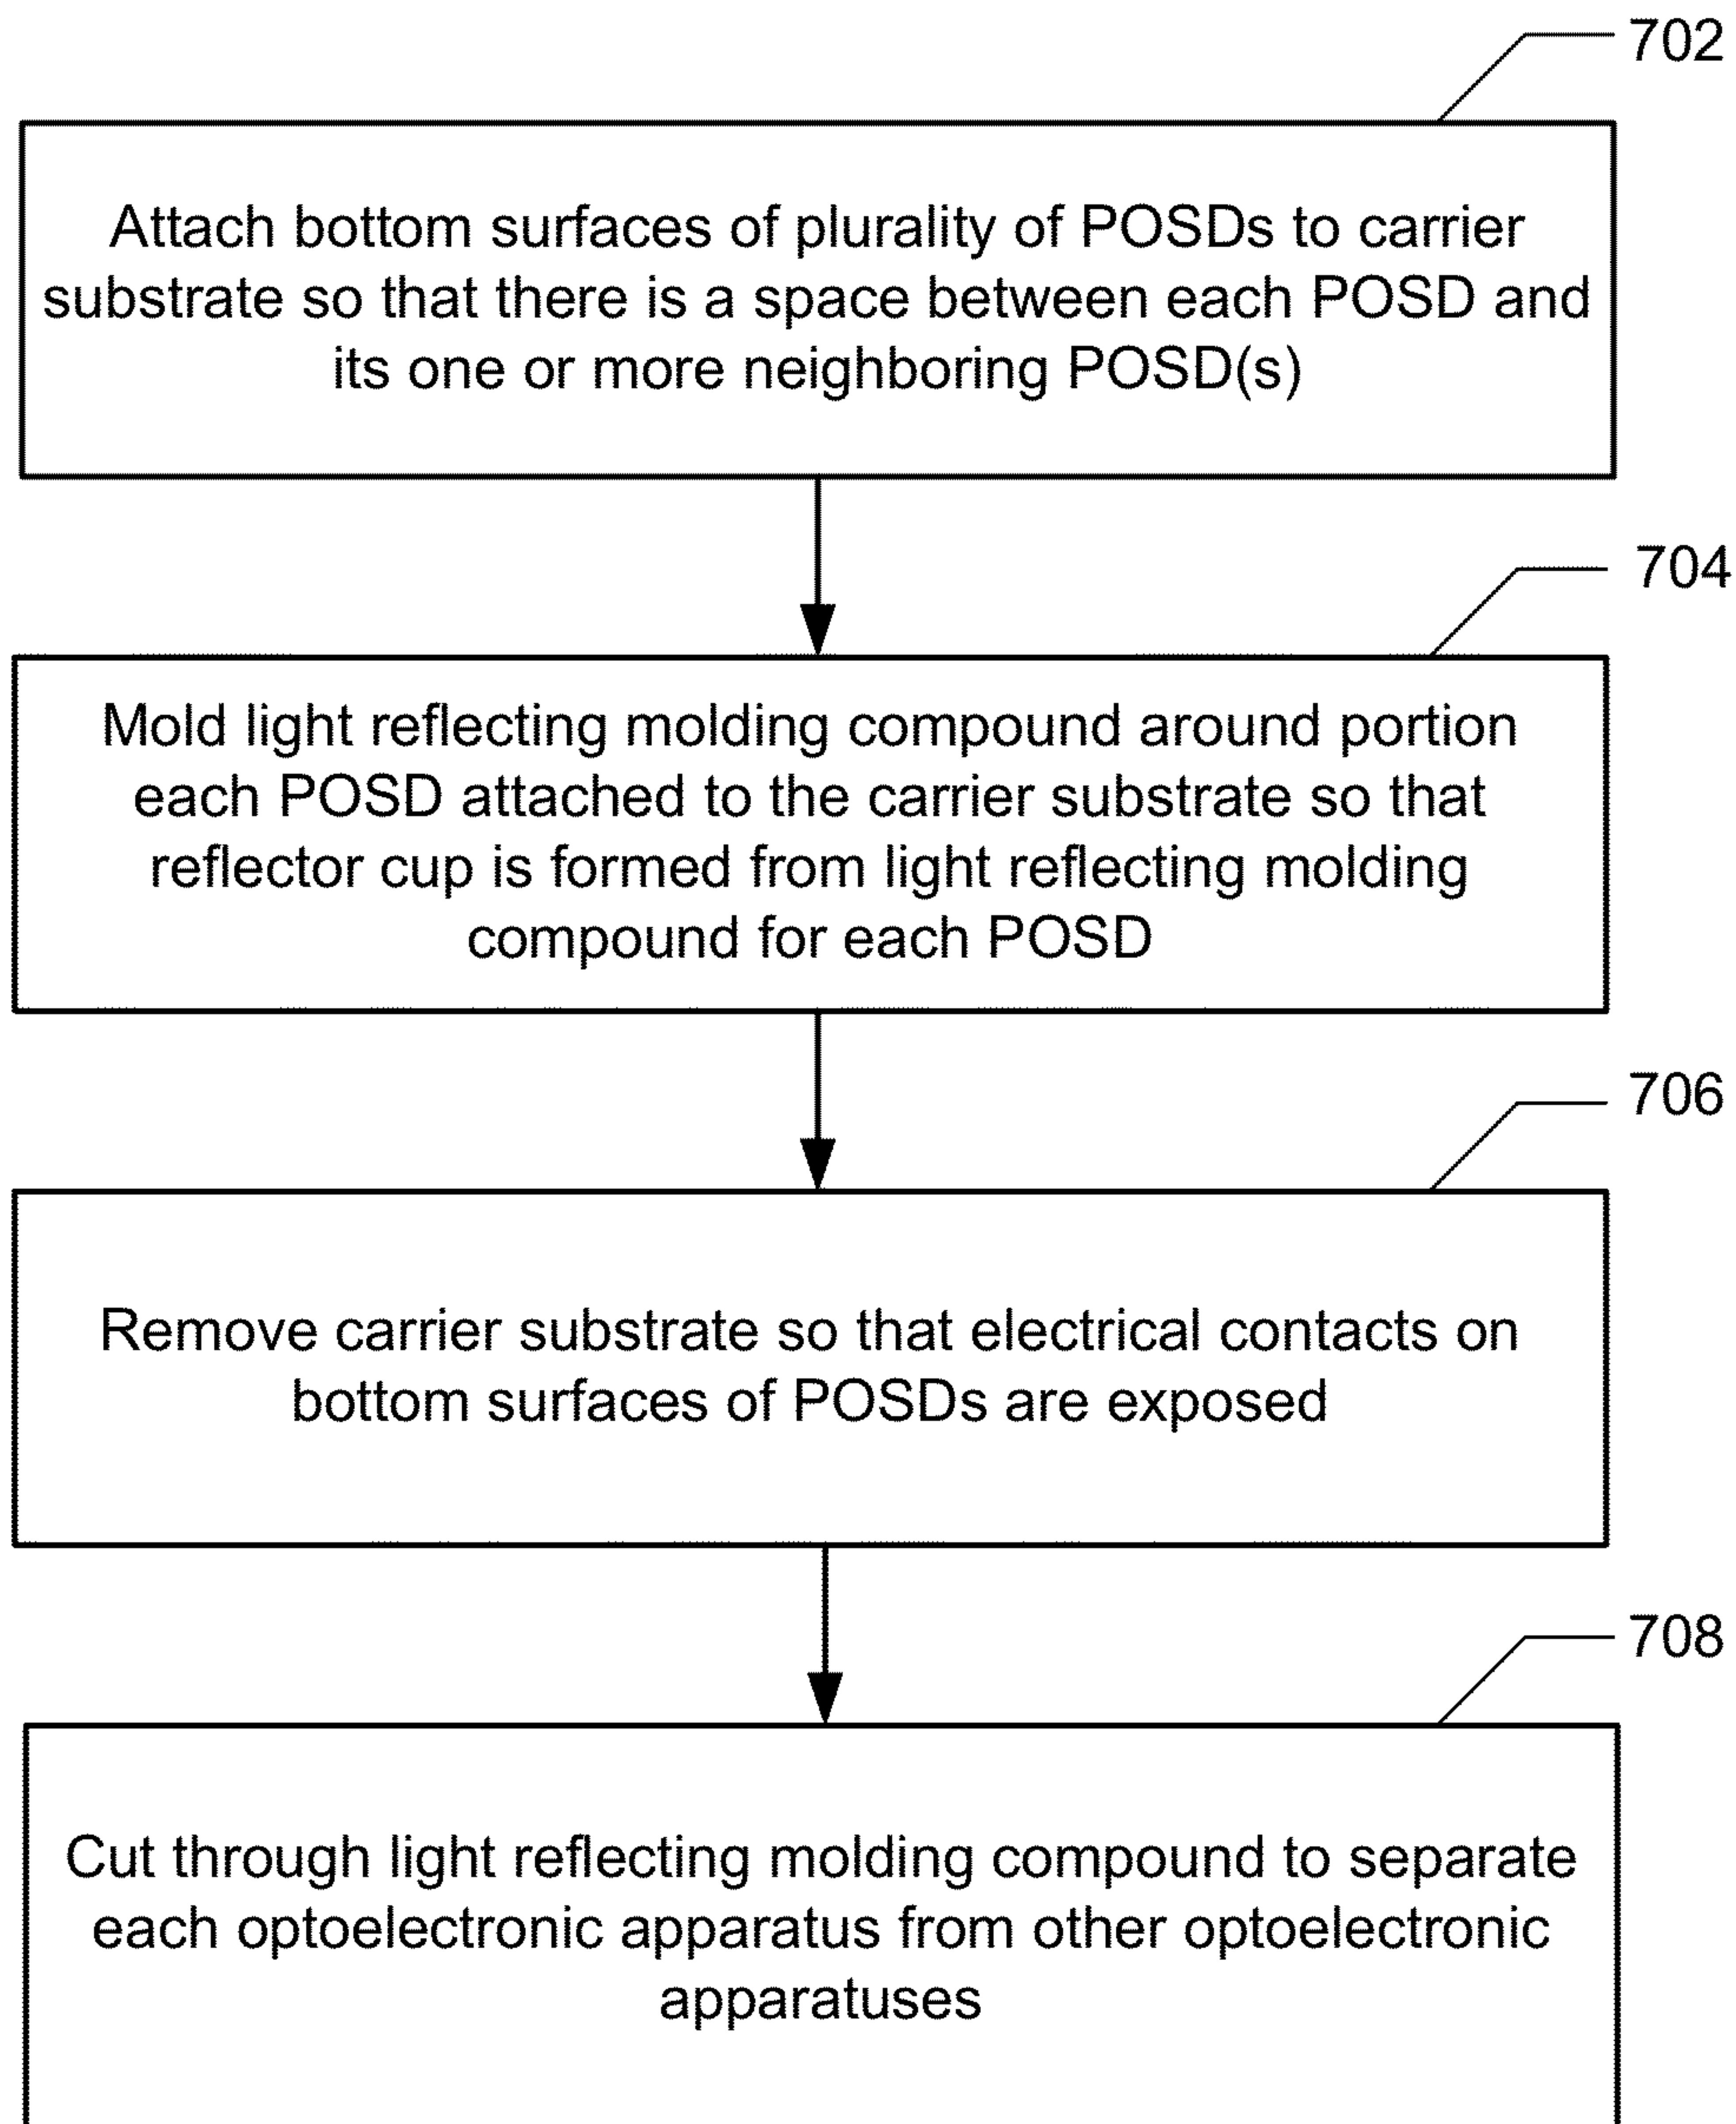 702
Attach bottom surfaces of plurality of POSDs to carrier
substrate so that there is a space between each POSD and
its one or more neighboring POSD(s)
704
Mold light reflecting molding compound around portion
each POSD attached to the carrier substrate so that
reflector cup is formed from light reflecting molding
compound for each POSD
706
Remove carrier substrate so that electrical contacts on
bottom surfaces of POSDs are exposed
708
Cut through light reflecting molding compound to separate
each optoelectronic apparatus from other optoelectronic
apparatuses